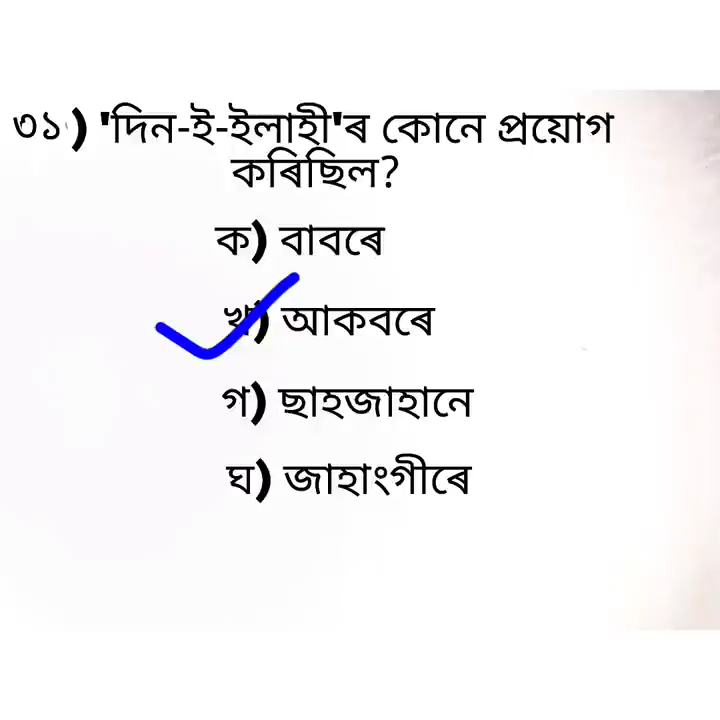 ৩১) 'দিন-ই-ইলাহী'ৰ কোনে প্ৰয়োগ
কৰিছিল?
ক) বাবৰে
খ) আকবৰে
গ) ছাহজাহানে
ঘ) জাহাংগীৰে